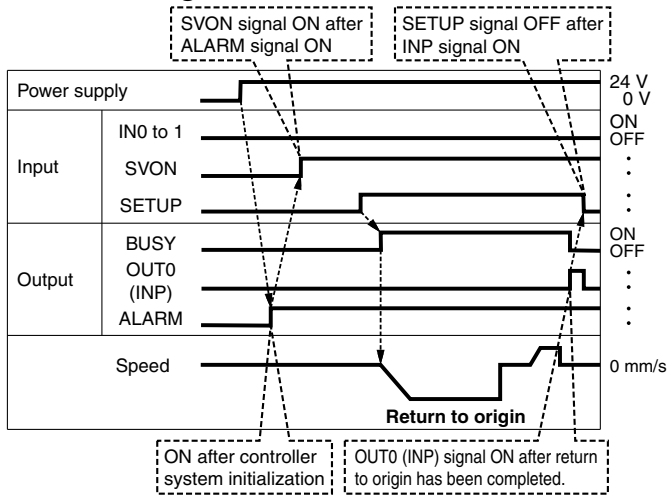 SVON signal ON after
ALARM signal ON
SETUP signal OFF after
INP signal ON
Power supply
24 V
0 V
Input
IN0 to 1
ON
OFF
SVON
SETUP
Output
BUSY
ON
OFF
OUT0
(INP)
ALARM
Speed
0 mm/s
Return to origin
ON after controller
system initialization
OUT0 (INP) signal ON after return
to origin has been completed.